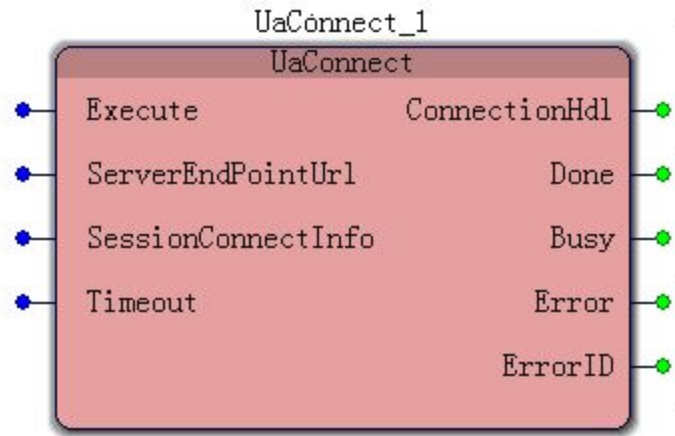 UaConnect_1
UaConnect
Execute ConnectionHdl
ServerEndPointUrl Done
SessionConnectInfo Busy
Timeout Error
ErrorID